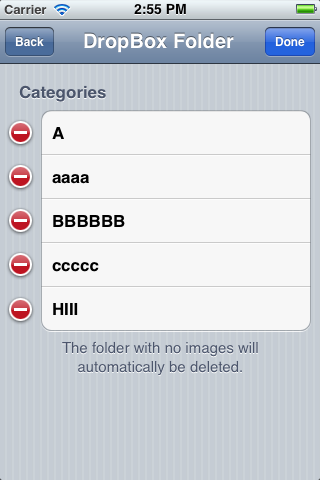 Carrier 2:55 PM
Back DropBox Folder Done
Categories
A
aaaa
BBBBBB
ccccc
HIII
The folder with no images will
automatically be deleted.